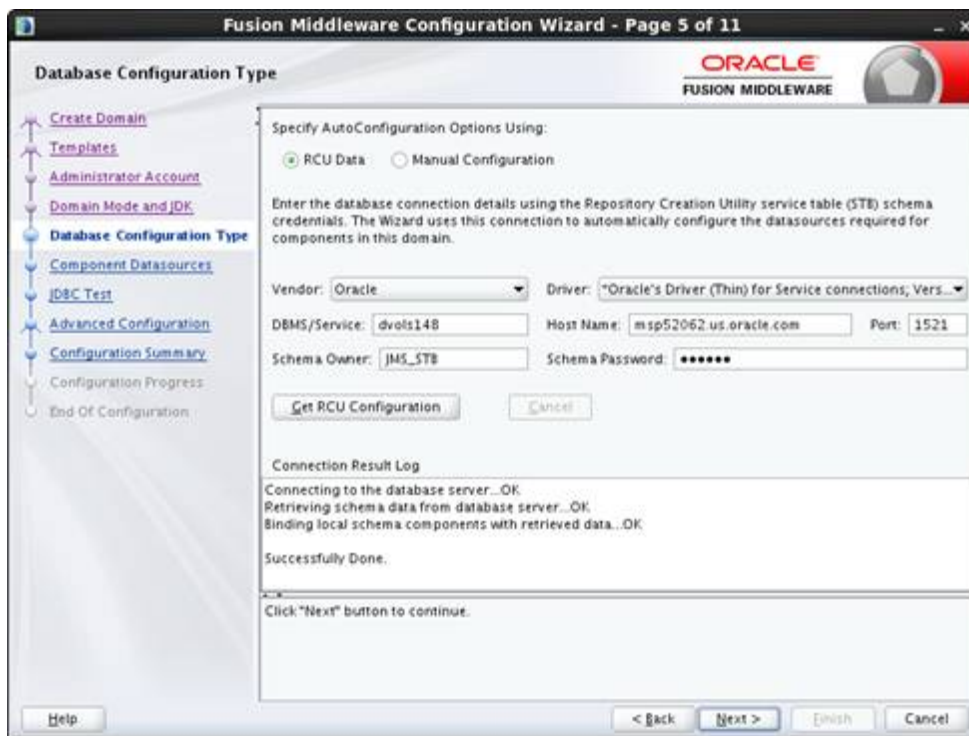 Fusion Middleware Configuration Wizard - Page 5 of 11
Database Configuration Type
ORACLE
FUSION MIDDLEWARE
Create Domain
Templates
Administrator Account
Domain Mode and JDK
Database Configuration Type
Component Datasources
JDBC Test
Advanced Configuration
Configuration Summary
Configuration Progress
End Of Configuration
Specify AutoConfiguration Options Using:
RCU Data Manual Configuration
Enter the database connection details using the Repository Creation Utility service table (STB) schema
credentials. The Wizard uses this connection to automatically configure the datasources required for
components in this domain.
Vendor: Oracle Driver: *Oracle's Driver (Thin) for Service connections; Vers...
DBMS/Service: dvols148 Host Name: msp52062.us.oracle.com Port: 1521
Schema Owner: JMS_STB Schema Password: ••••••
Get RCU Configuration Cancel
Connection Result Log
Connecting to the database server...OK
Retrieving schema data from database server...OK
Binding local schema components with retrieved data...OK
Successfully Done.
Click "Next" button to continue.
Help < Back Next > Finish Cancel